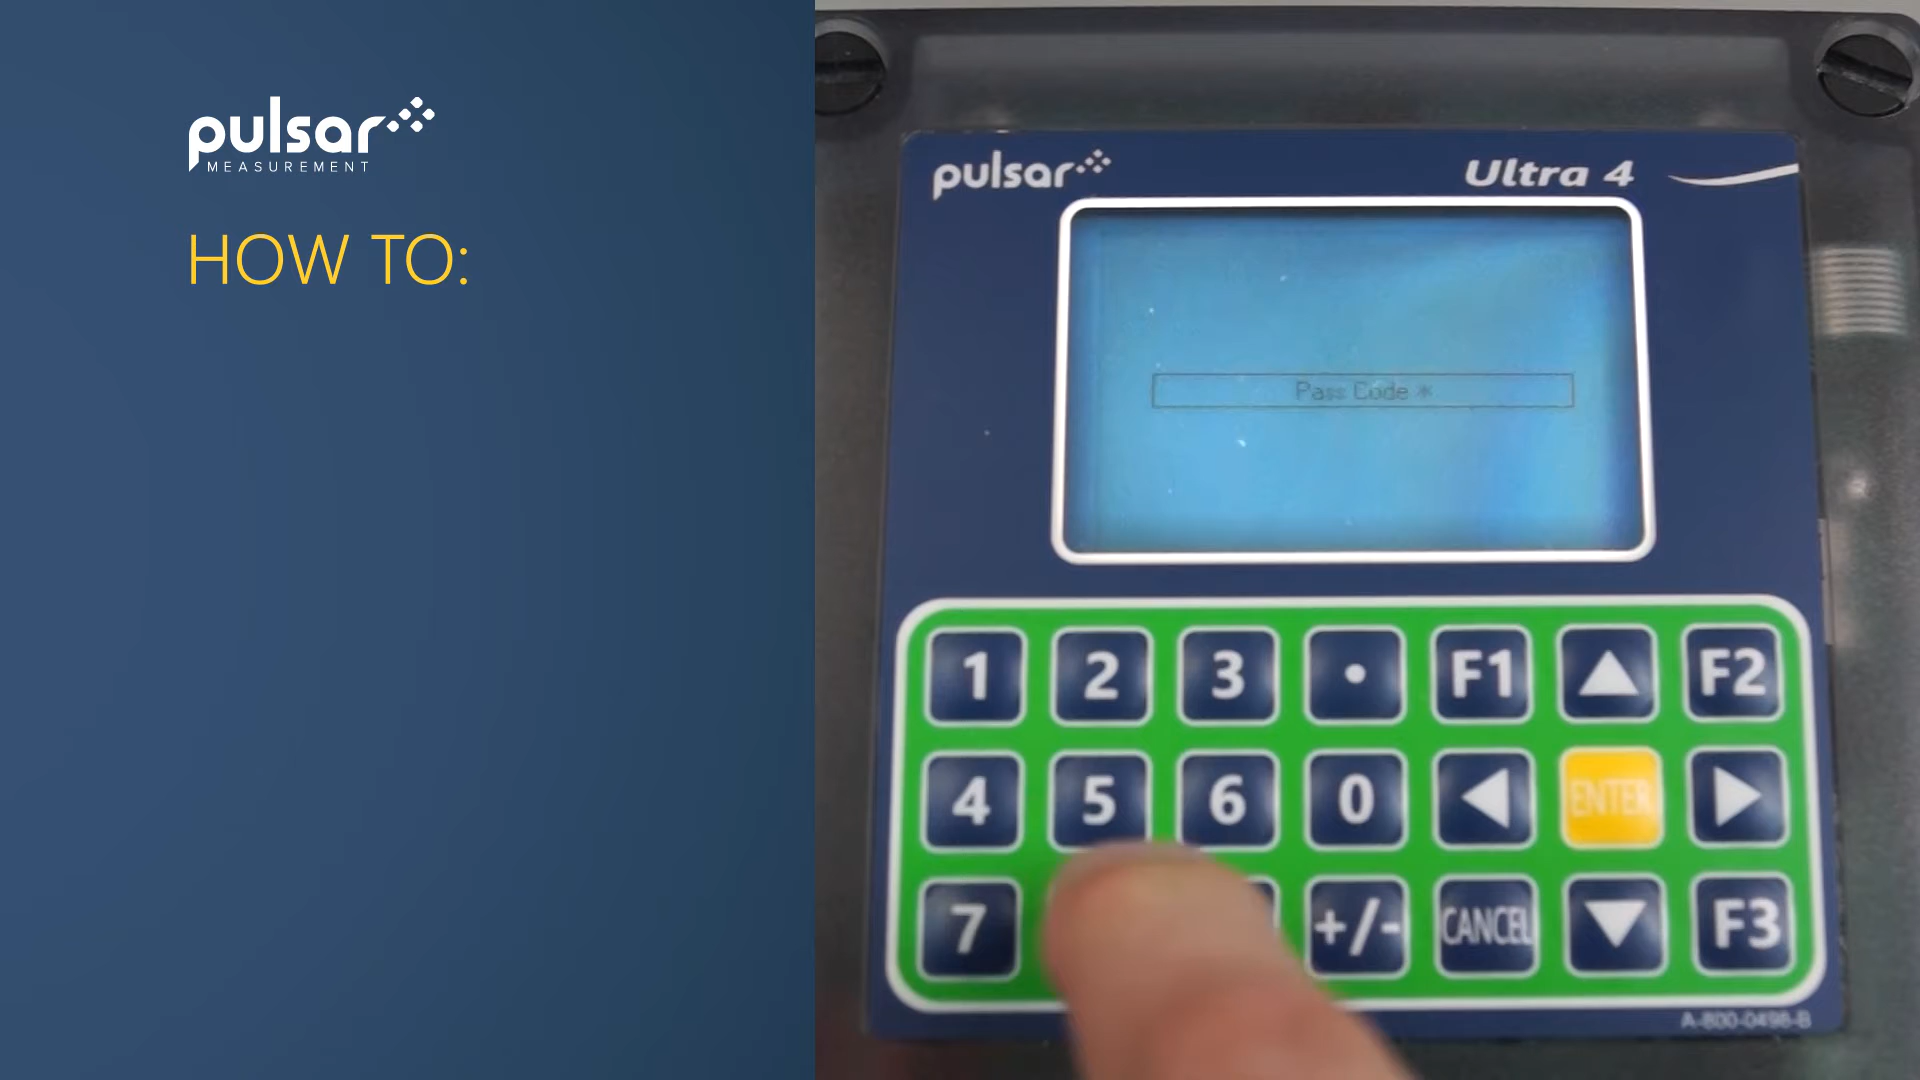 pulsar
MEASUREMENT
HOW TO:
pulsar
Ultra 4
Pass Code *
1 2 3 • F1 ▲ F2
4 5 6 0 ◀ ENTER ▶
7 +/- CANCEL ▼ F3
A-800-0498-B